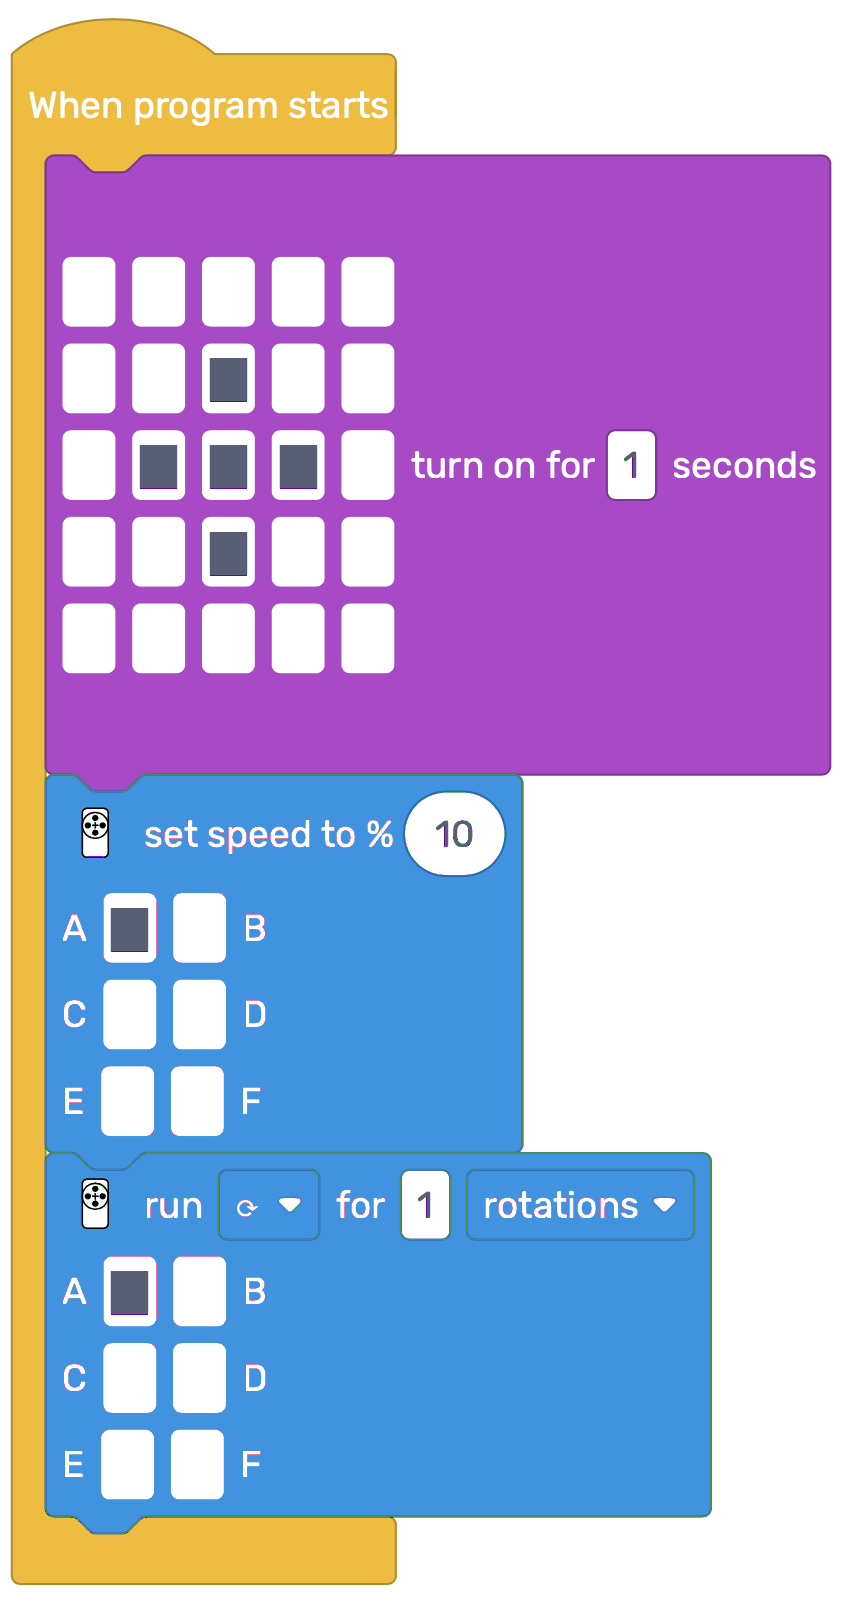 When program starts
turn on for 1 seconds
set speed to % 10
A B
C D
E F
run ⟳ for 1 rotations
A B
C D
E F